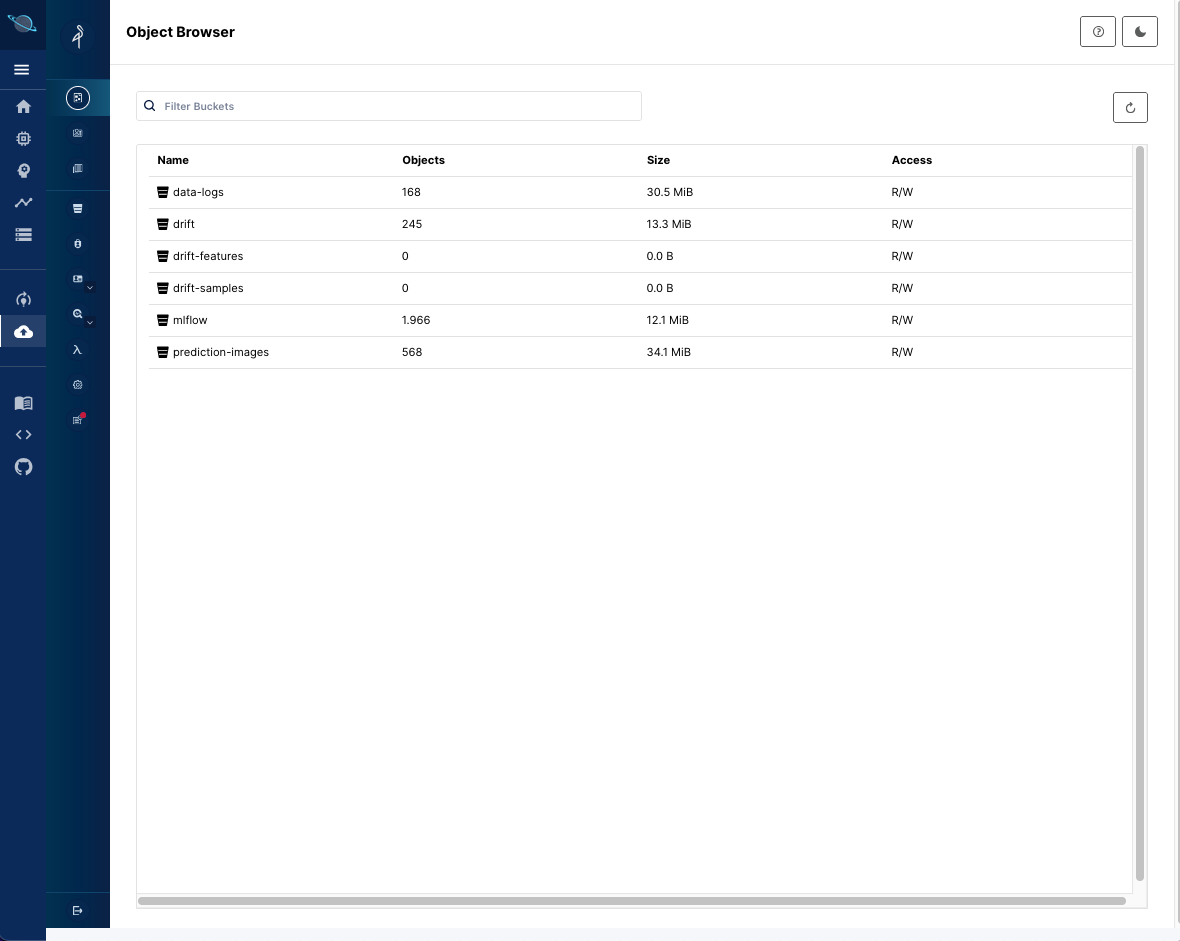 Object Browser
Filter Buckets
Name Objects Size Access
data-logs 168 30.5 MiB R/W
drift 245 13.3 MiB R/W
drift-features 0 0.0 B R/W
drift-samples 0 0.0 B R/W
mlflow 1.966 12.1 MiB R/W
prediction-images 568 34.1 MiB R/W